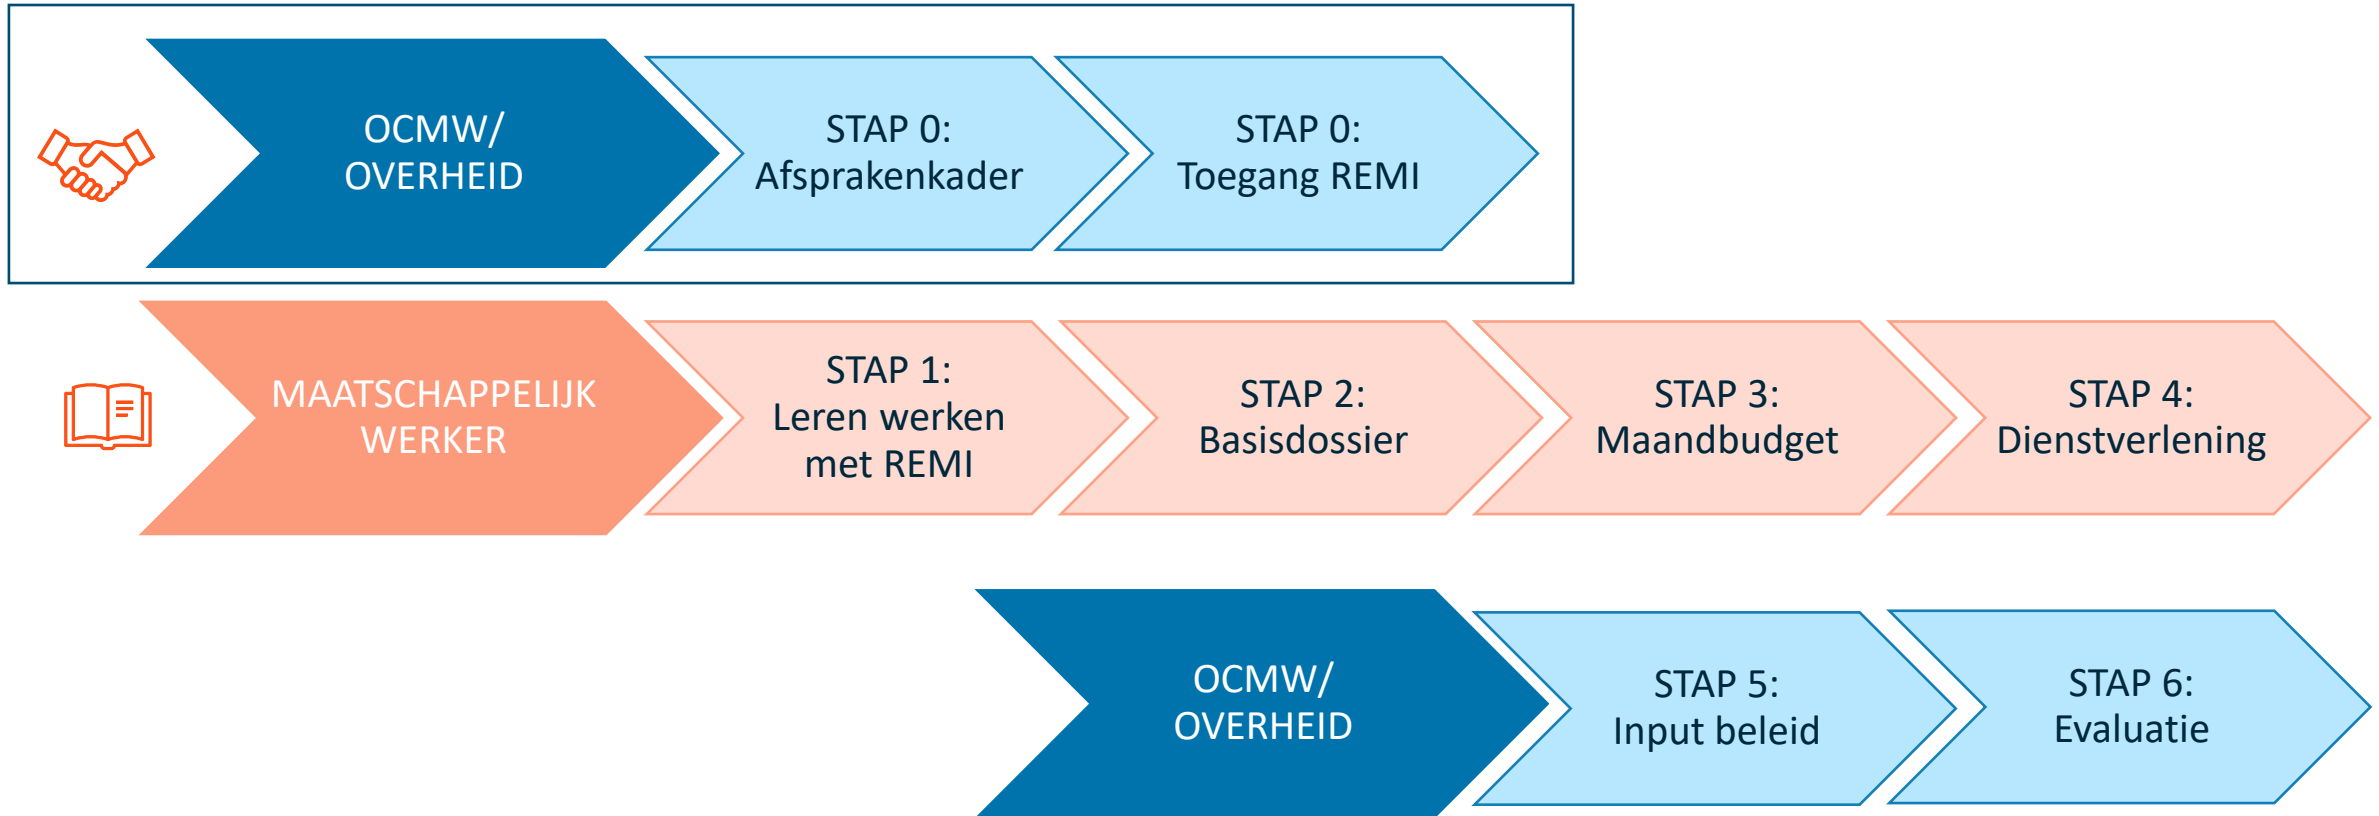 OCMW/
OVERHEID
STAP 0:
Afsprakenkader
STAP 0:
Toegang REMI
MAATSCHAPPELIJK
WERKER
STAP 1:
Leren werken
met REMI
STAP 2:
Basisdossier
STAP 3:
Maandbudget
STAP 4:
Dienstverlening
OCMW/
OVERHEID
STAP 5:
Input beleid
STAP 6:
Evaluatie